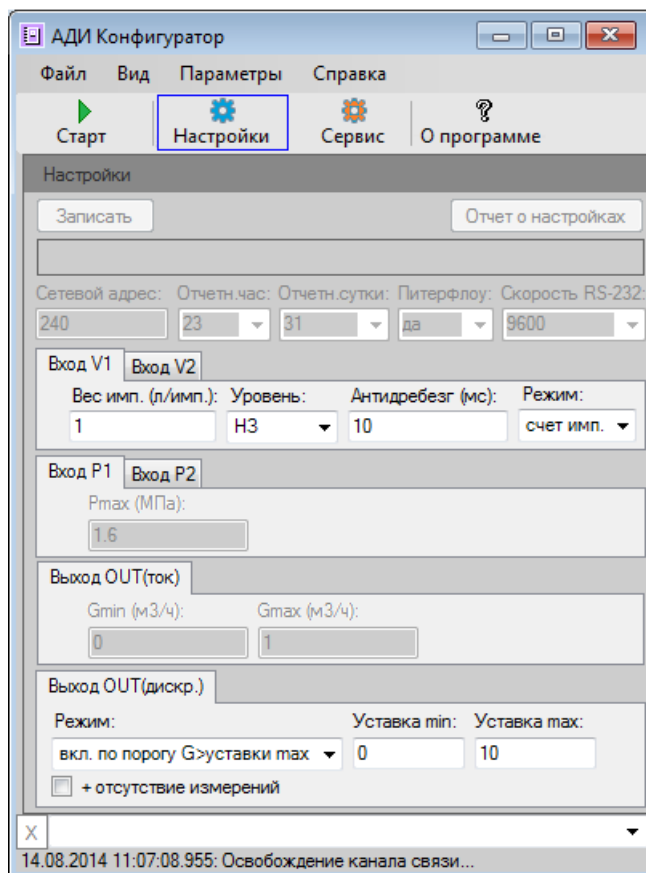 АДИ Конфигуратор
Файл Вид Параметры Справка
Старт Настройки Сервис О программе
Настройки
Записать Отчет о настройках
Сетевой адрес: Отчетн.час: Отчетн.сутки: Питерфлоу: Скорость RS-232:
240 23 31 да 9600
Вход V1 Вход V2
Вес имп. (л/имп.): Уровень: Антидребезг (мс): Режим:
1 НЗ 10 счет имп.
Вход P1 Вход P2
Pmax (МПа):
1.6
Выход OUT(ток)
Gmin (м3/ч): Gmax (м3/ч):
0 1
Выход OUT(дискр.)
Режим: Уставка min: Уставка max:
вкл. по порогу G>уставки max 0 10
+ отсутствие измерений
X
14.08.2014 11:07:08.955: Освобождение канала связи...